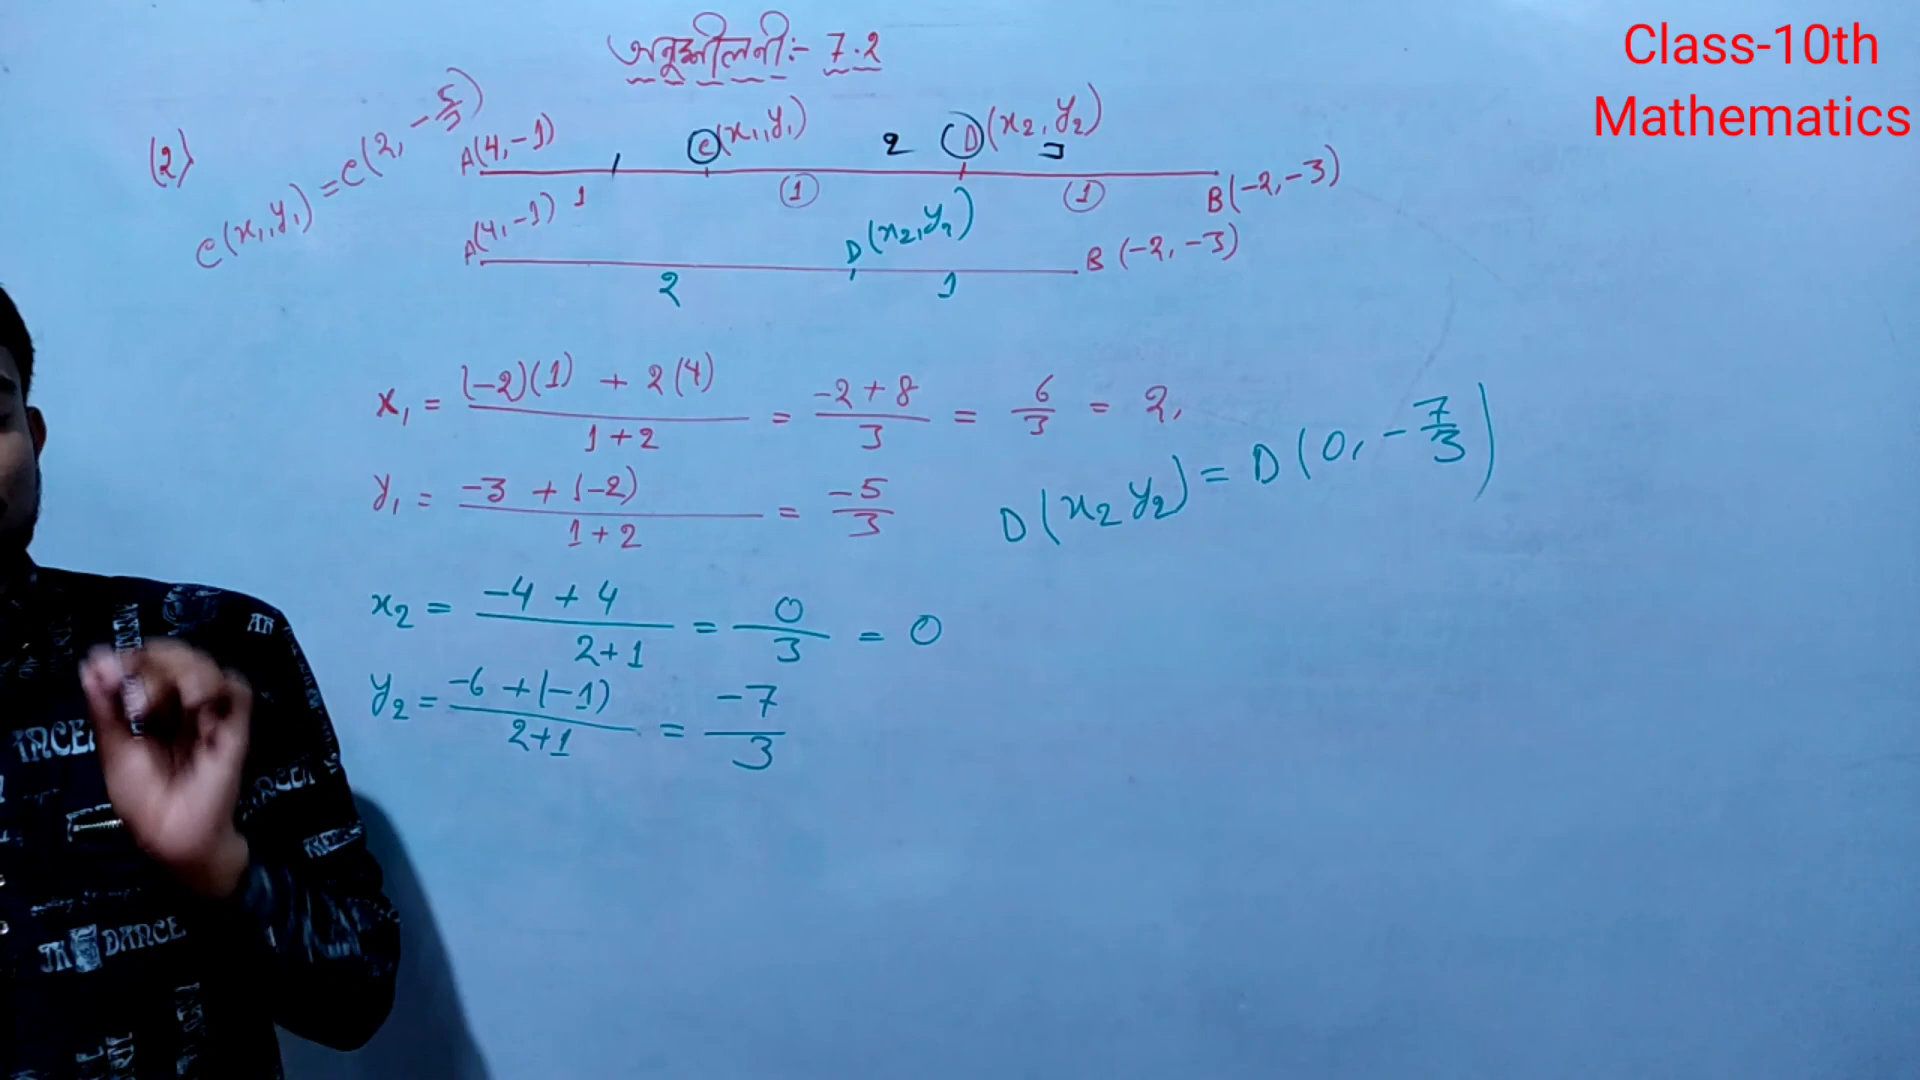 অনুশীলনী:- 7.2
Class-10th
Mathematics
(2)
C(x₁,y₁) = C(2, -5/3)
A(4,-1) C(x₁,y₁) 2 D(x₂,y₂) B(-2,-3)
1 1 1
A(4,-1) D(x₂,y₂) B(-2,-3)
2 1
x₁ = (-2)(1) + 2(4) / 1+2 = -2+8 / 3 = 6/3 = 2,
y₁ = -3 + (-2) / 1+2 = -5/3
D(x₂ y₂) = D(0, -7/3)
x₂ = -4+4 / 2+1 = 0/3 = 0
y₂ = -6+(-1) / 2+1 = -7/3
DANCE